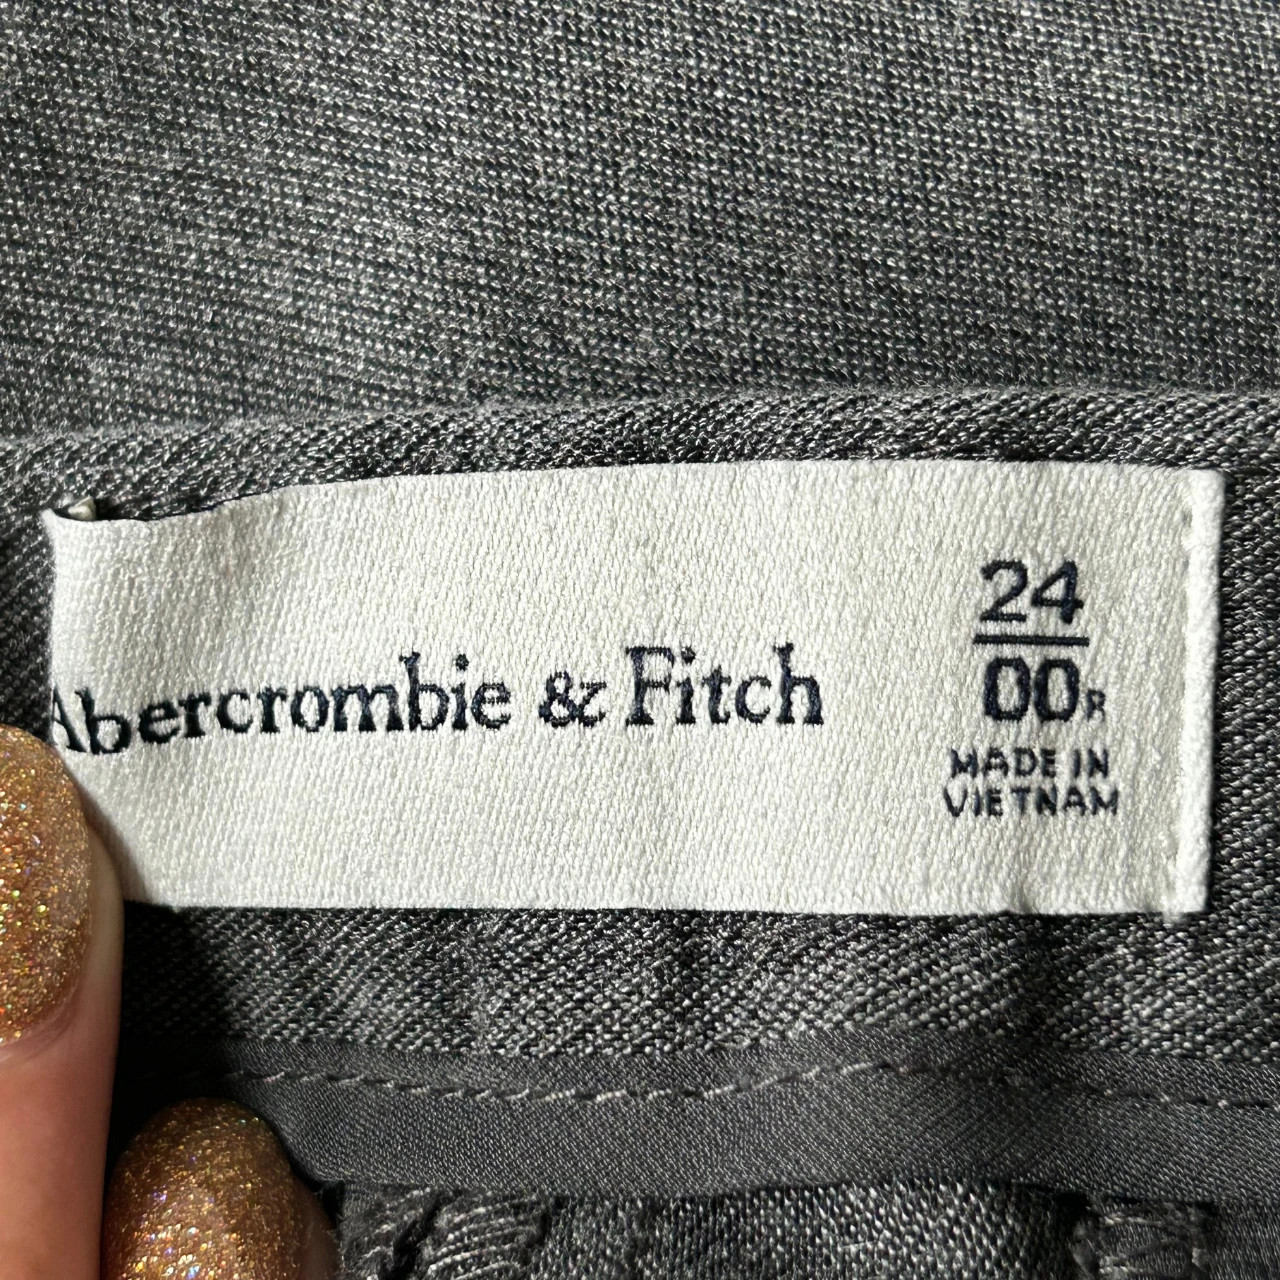 Abercrombie & Fitch
24
00R
MADE IN
VIETNAM